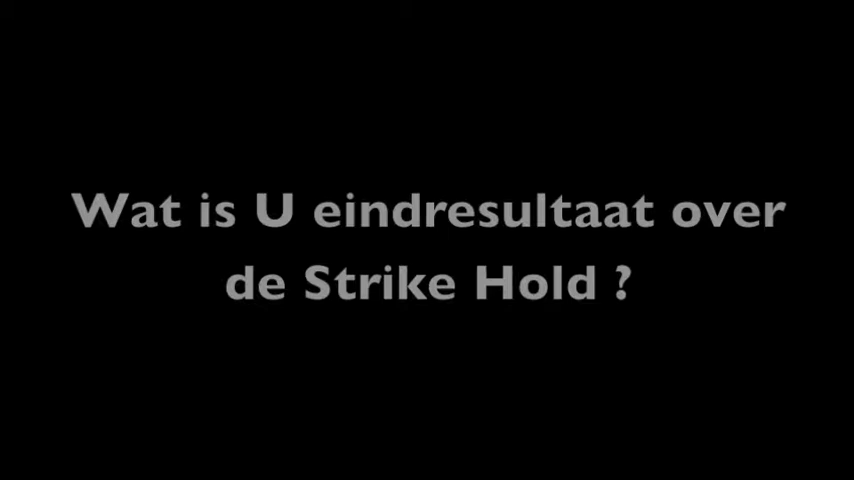 Wat is U eindresultaat over
de Strike Hold ?